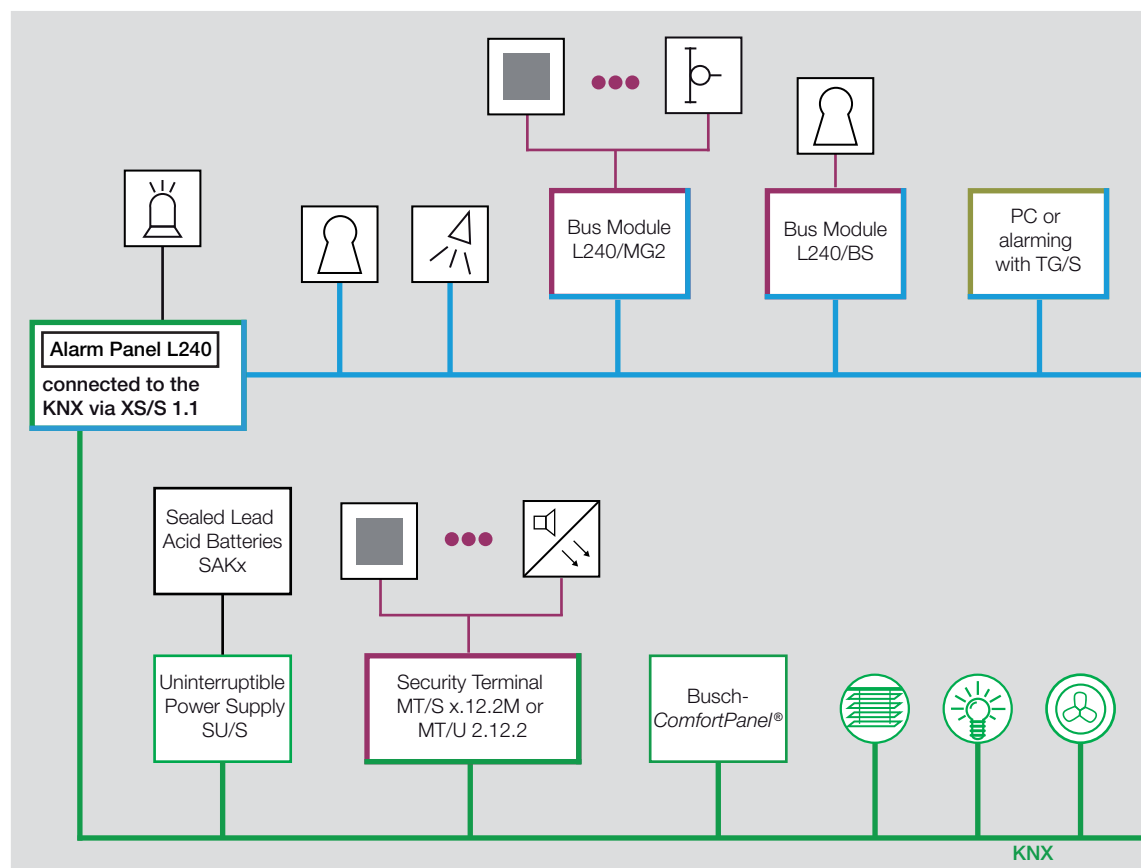 Bus Module
L240/MG2
Bus Module
L240/BS
PC or
alarming
with TG/S
Alarm Panel L240
connected to the
KNX via XS/S 1.1
Sealed Lead
Acid Batteries
SAKx
Uninterruptible
Power Supply
SU/S
Security Terminal
MT/S x.12.2M or
MT/U 2.12.2
Busch-
ComfortPanel®
KNX